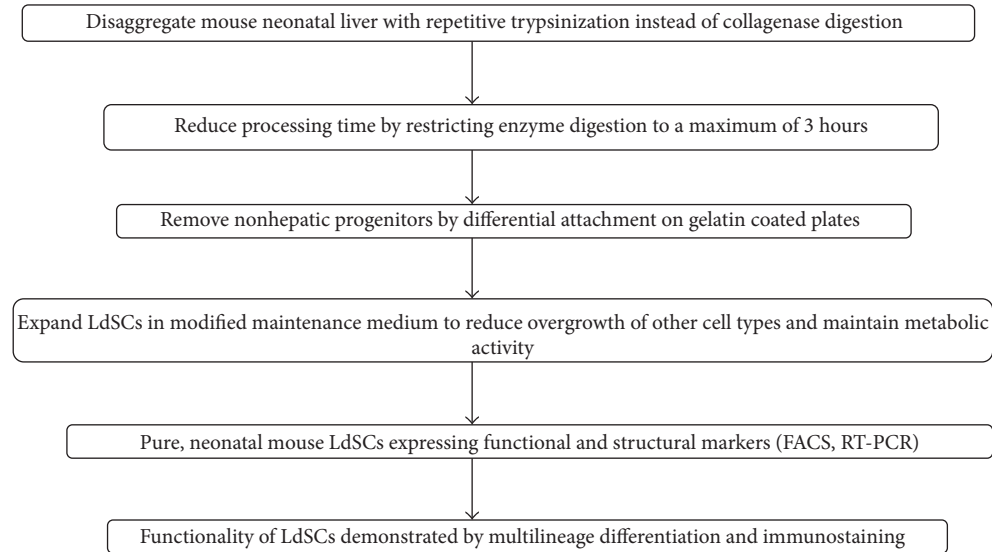 Disaggregate mouse neonatal liver with repetitive trypsinization instead of collagenase digestion
Reduce processing time by restricting enzyme digestion to a maximum of 3 hours
Remove nonhepatic progenitors by differential attachment on gelatin coated plates
Expand LdSCs in modified maintenance medium to reduce overgrowth of other cell types and maintain metabolic
activity
Pure, neonatal mouse LdSCs expressing functional and structural markers (FACS, RT-PCR)
Functionality of LdSCs demonstrated by multilineage differentiation and immunostaining